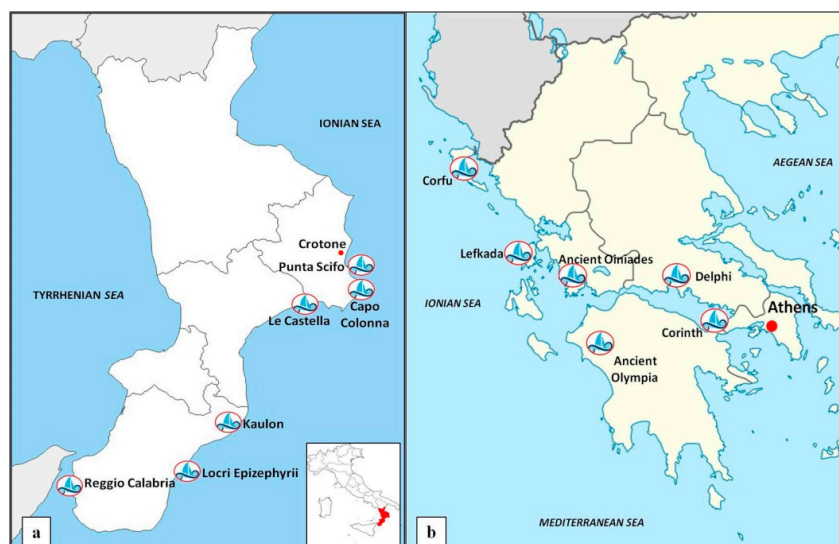 IONIAN SEA
Crotone
Punta Scifo
TYRRHENIAN SEA
Capo
Colonna
Le Castella
Kaulon
Locri Epizephyrii
Reggio Calabria
a
AEGEAN SEA
Corfu
Lefkada
Ancient Oiniades
Delphi
IONIAN SEA
Athens
Corinth
Ancient
Olympia
MEDITERRANEAN SEA
b